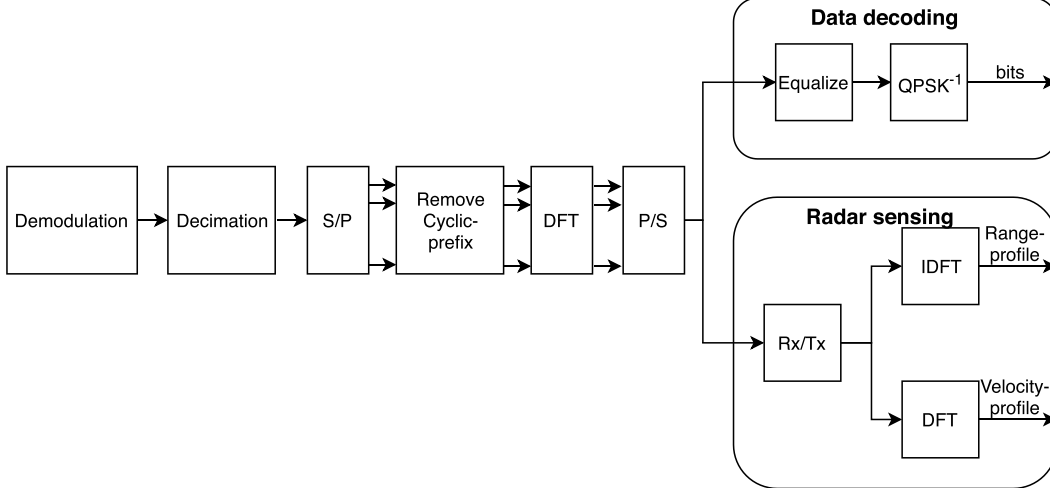 Data decoding
Equalize
QPSK⁻¹
bits
Demodulation
Decimation
S/P
Remove
Cyclic-
prefix
DFT
P/S
Radar sensing
Rx/Tx
IDFT
Range-
profile
DFT
Velocity-
profile